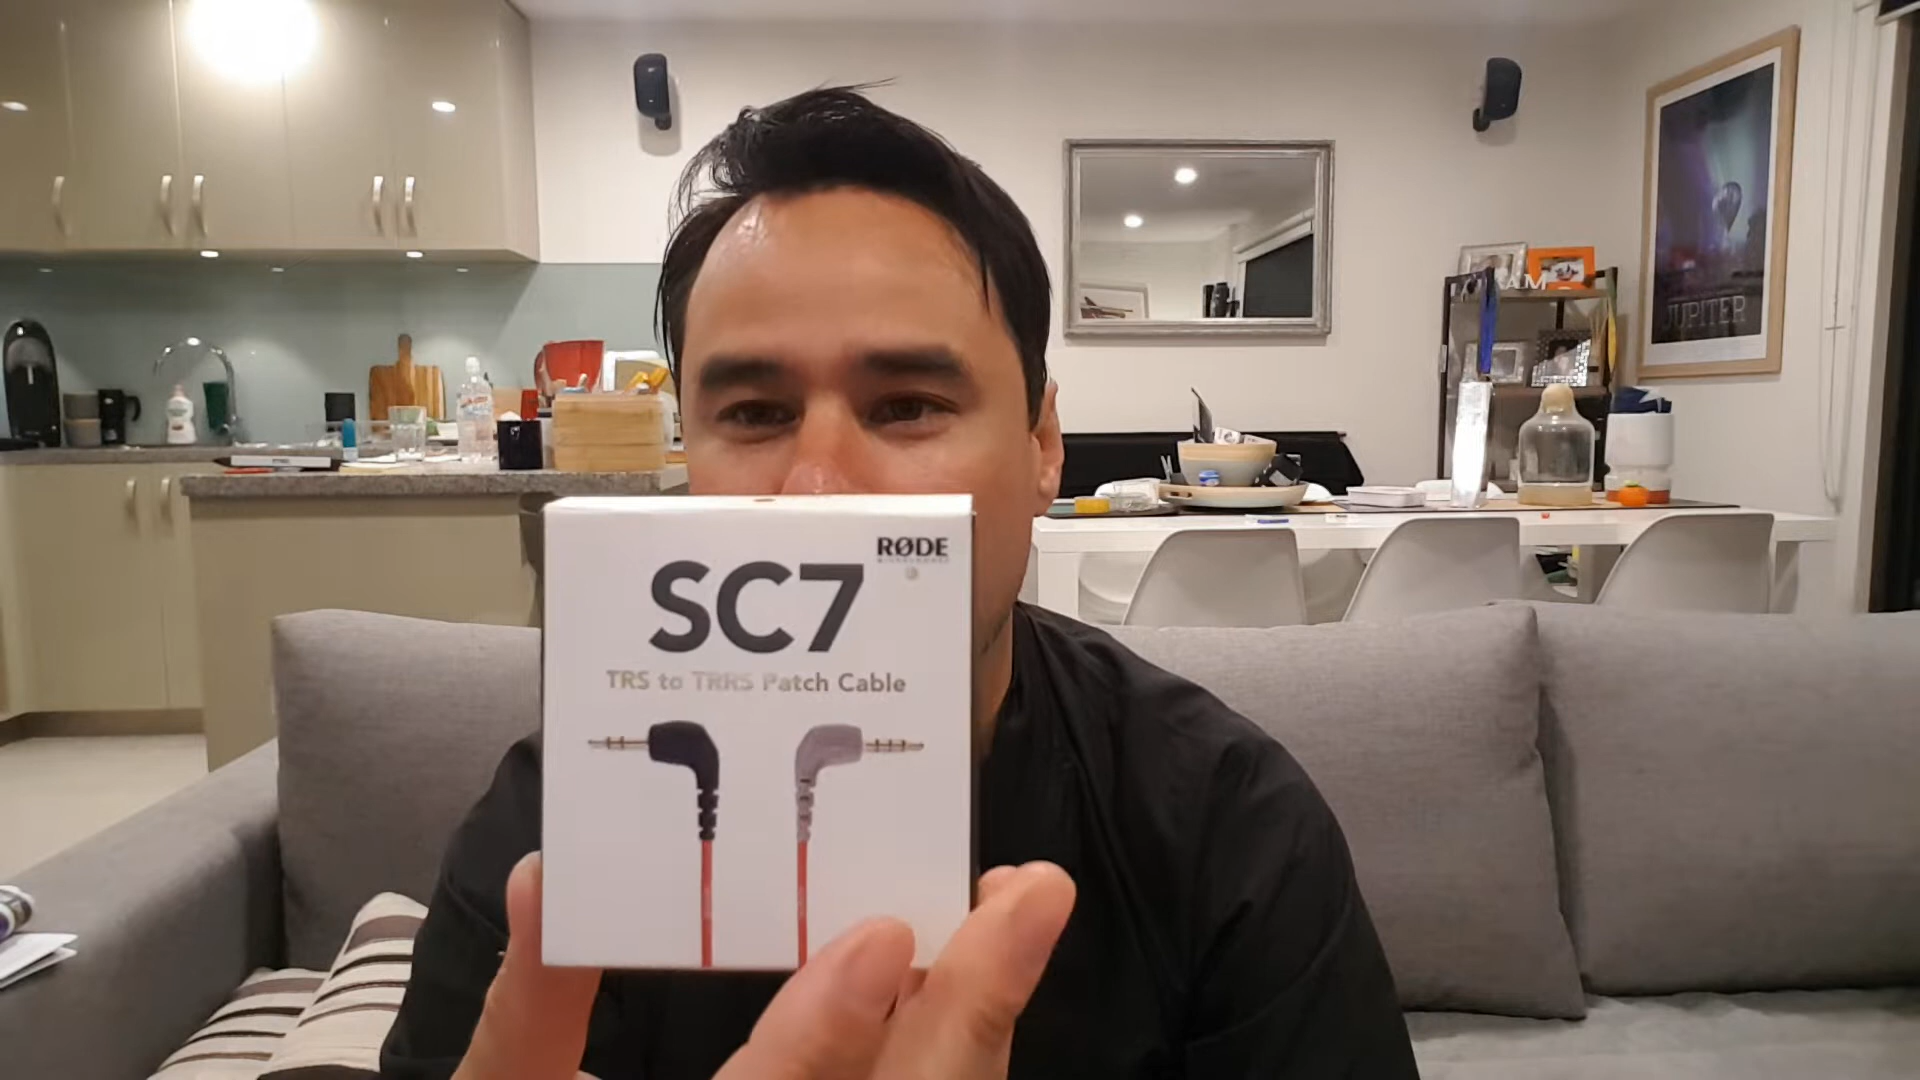 RØDE
SC7
TRS to TRRS Patch Cable
JUPITER